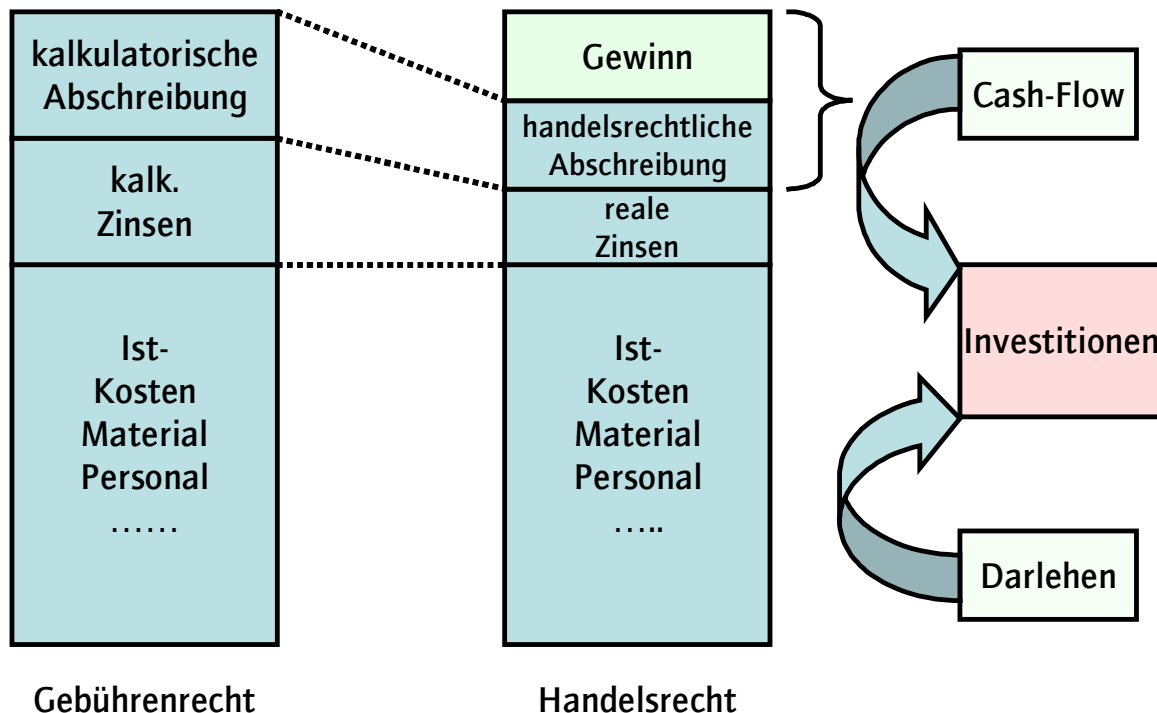 kalkulatorische
Abschreibung
kalk.
Zinsen
Ist-
Kosten
Material
Personal
……
Gebührenrecht
Gewinn
handelsrechtliche
Abschreibung
reale
Zinsen
Ist-
Kosten
Material
Personal
…..
Handelsrecht
Cash-Flow
Investitionen
Darlehen